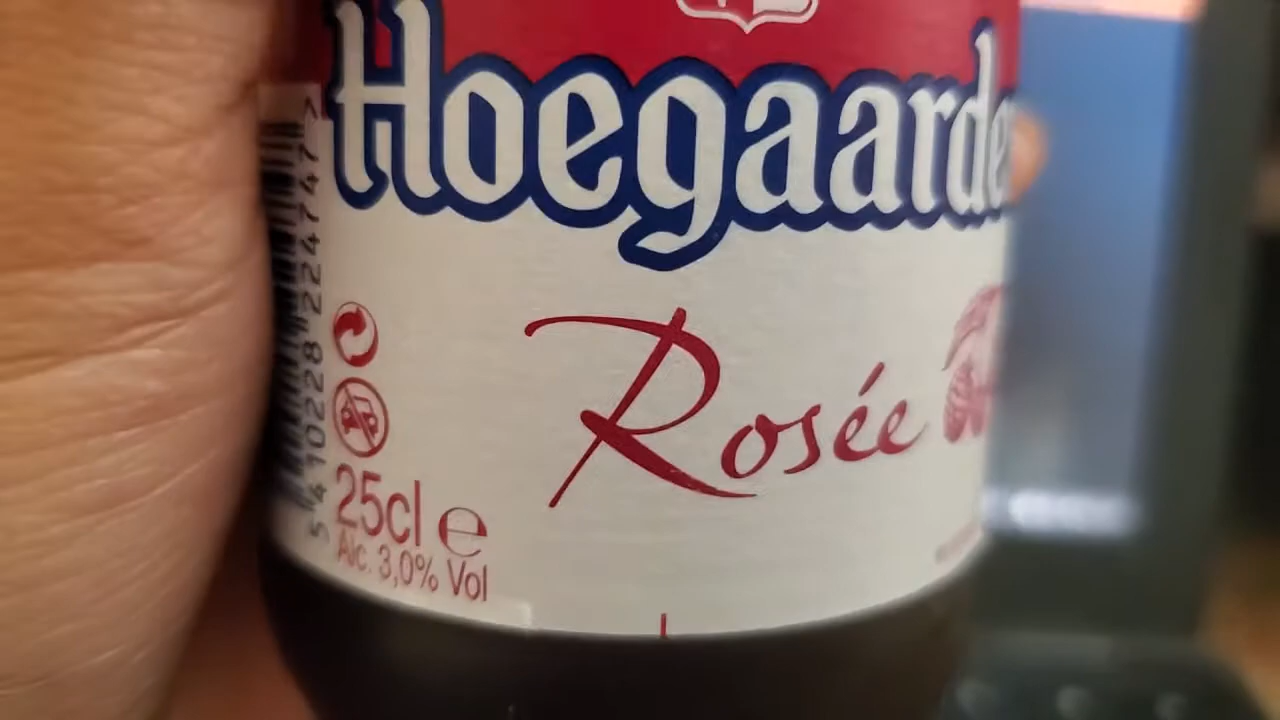 Hoegaarde
Rosée
25cl e
Alc. 3,0% Vol
5 410228 224747 >